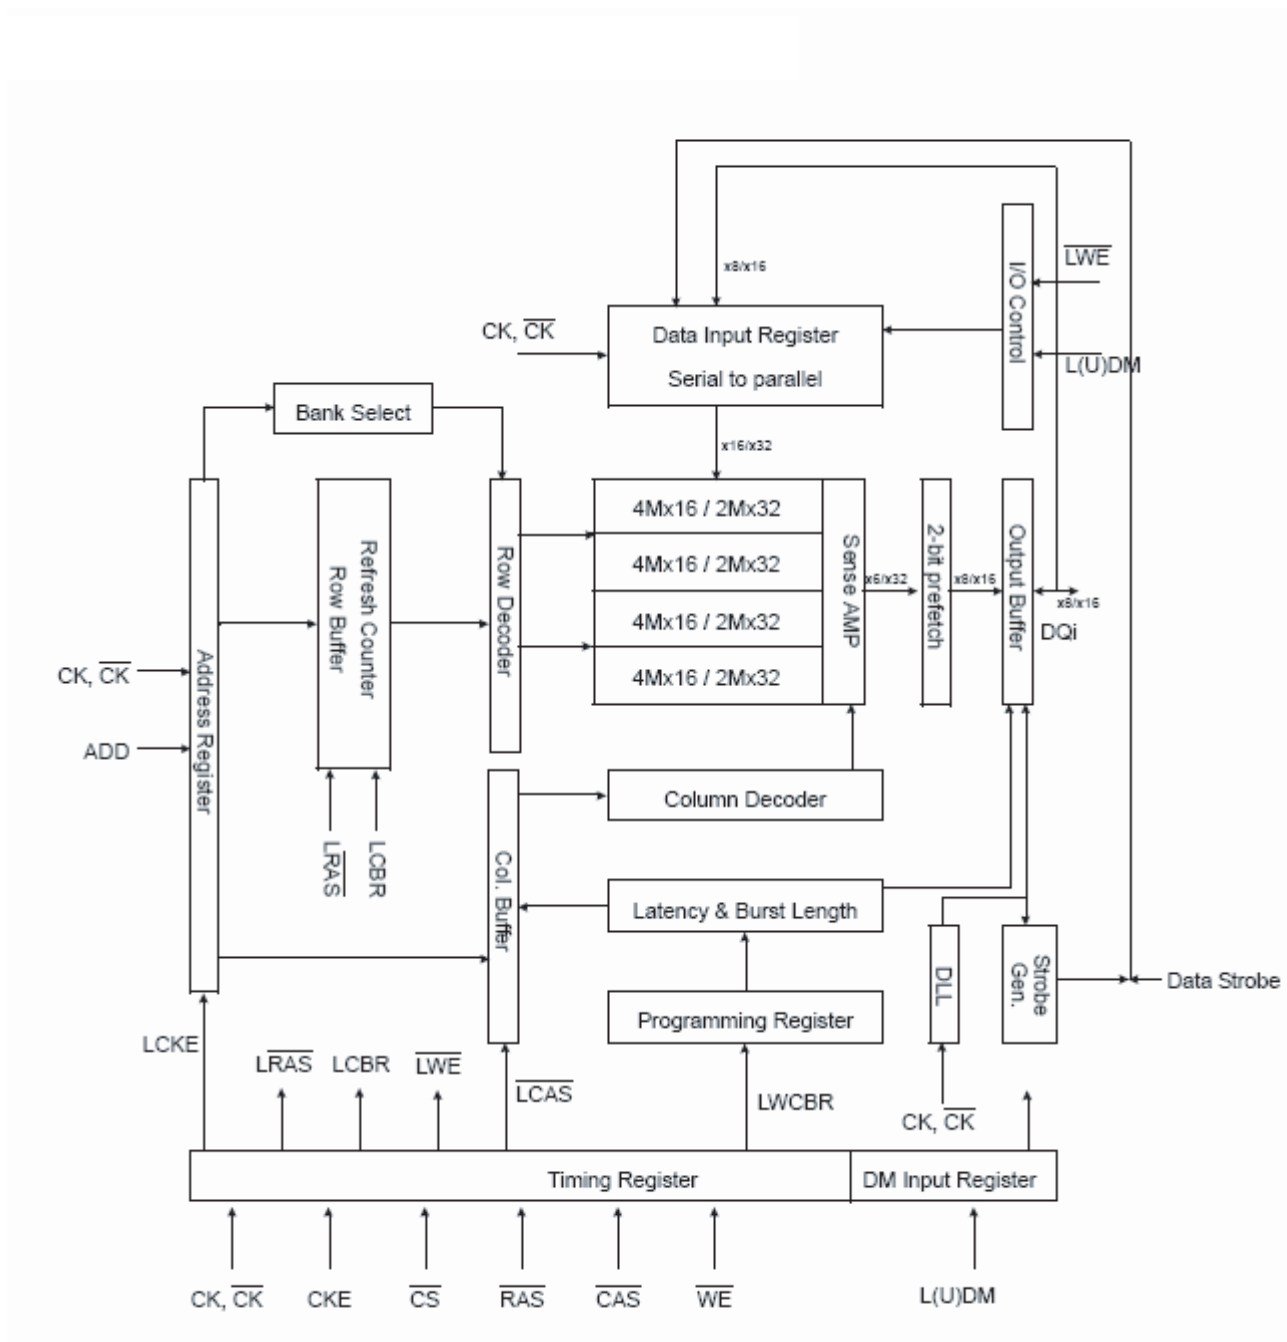 x8/x16
I/O Control
LWE
CK, CK
Data Input Register
Serial to parallel
L(U)DM
Bank Select
x16/x32
4Mx16 / 2Mx32
4Mx16 / 2Mx32
4Mx16 / 2Mx32
4Mx16 / 2Mx32
Sense AMP
x6/x32
2-bit prefetch
x8/x16
Output Buffer
x8/x16
DQi
Refresh Counter
Row Buffer
Row Decoder
Address Register
CK, CK
ADD
LRAS
LCBR
Column Decoder
Col. Buffer
Latency & Burst Length
DLL
Strobe
Gen.
Data Strobe
Programming Register
LCKE
LRAS
LCBR
LWE
LCAS
LWCBR
CK, CK
Timing Register
DM Input Register
CK, CK
CKE
CS
RAS
CAS
WE
L(U)DM